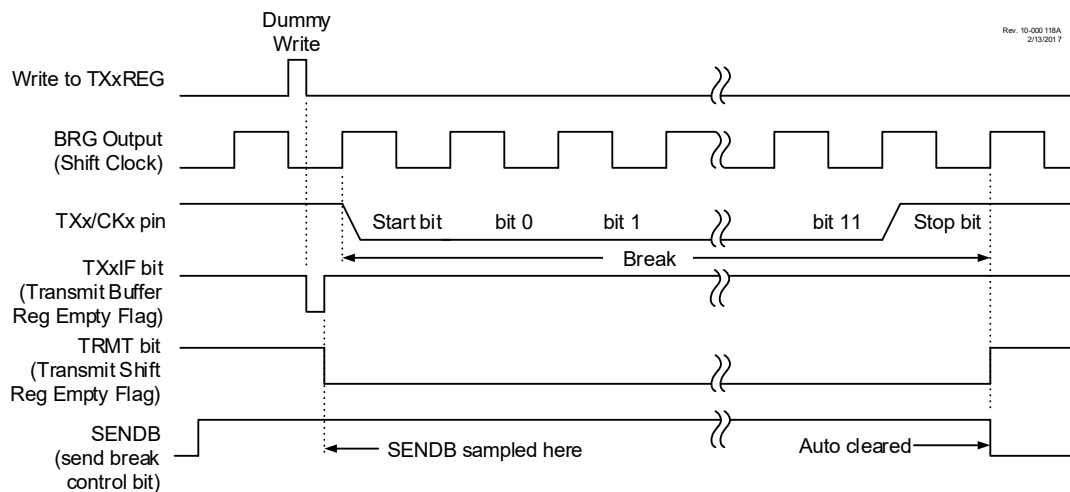 Dummy
Write
Rev. 10-000 118A
2/13/201 7
Write to TXxREG
BRG Output
(Shift Clock)
TXx/CKx pin
Start bit
bit 0
bit 1
bit 11
Stop bit
Break
TXxIF bit
(Transmit Buffer
Reg Empty Flag)
TRMT bit
(Transmit Shift
Reg Empty Flag)
SENDB
(send break
control bit)
SENDB sampled here
Auto cleared